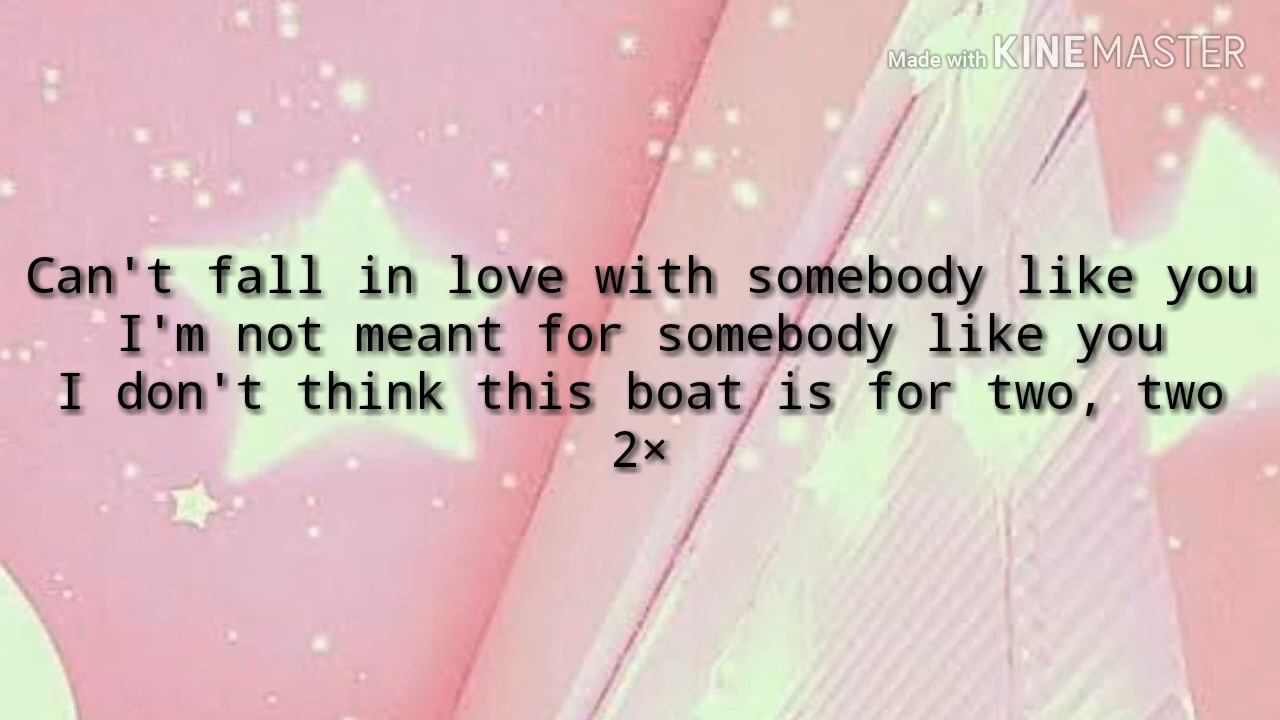 Made with KINEMASTER
Can't fall in love with somebody like you
I'm not meant for somebody like you
I don't think this boat is for two, two
2×